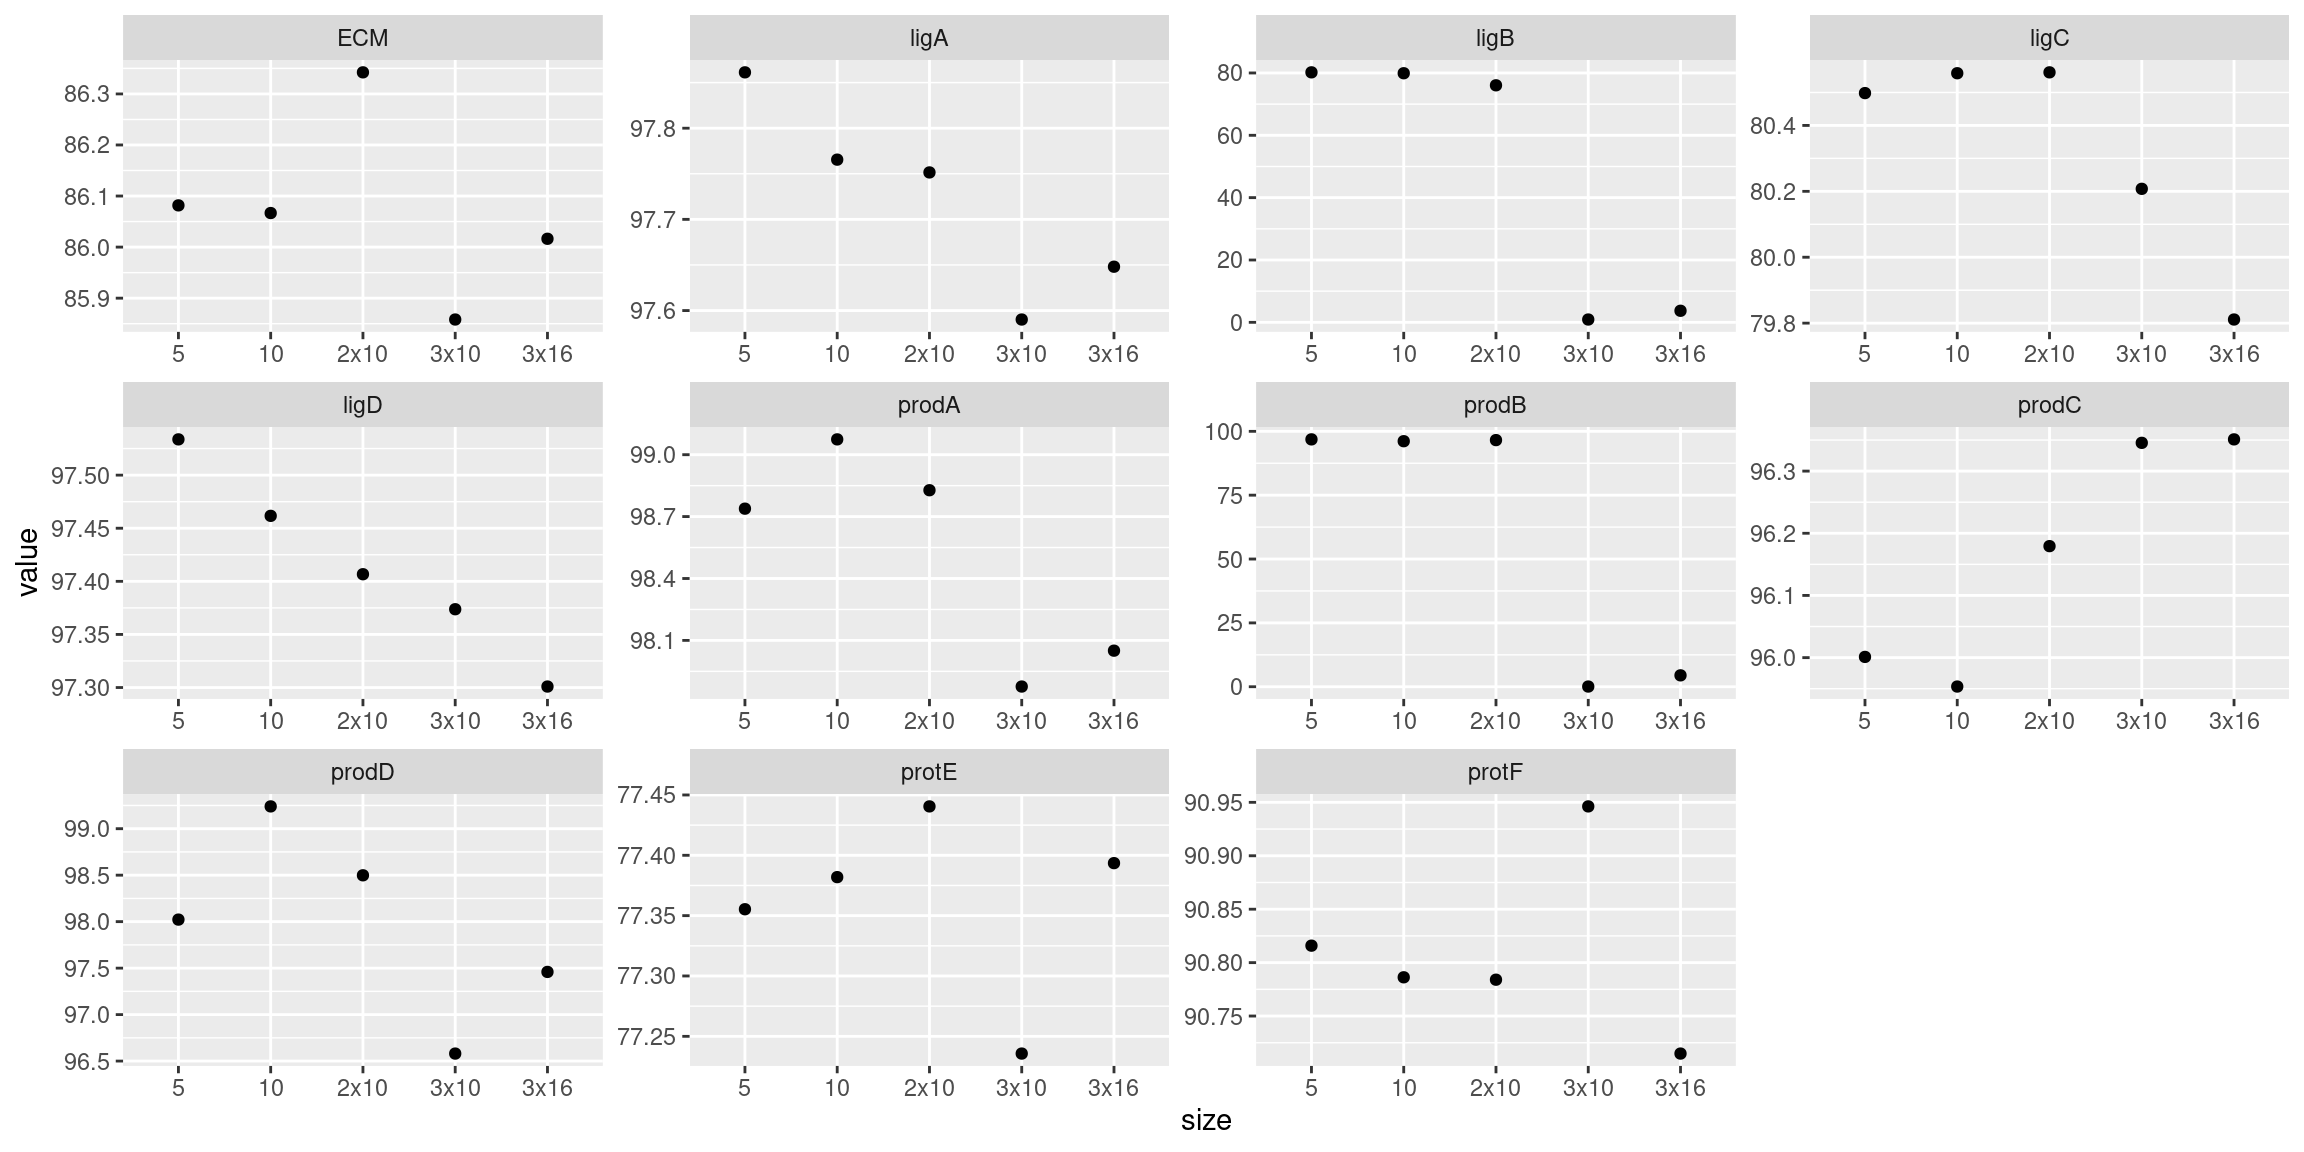 ECM
ligA
ligB
ligC
86.3
86.2
86.1
86.0
85.9
97.8
97.7
97.6
80
60
40
20
0
80.4
80.2
80.0
79.8
5 10 2x10 3x10 3x16
5 10 2x10 3x10 3x16
5 10 2x10 3x10 3x16
5 10 2x10 3x10 3x16
ligD
prodA
prodB
prodC
value
97.50
97.45
97.40
97.35
97.30
99.0
98.7
98.4
98.1
100
75
50
25
0
96.3
96.2
96.1
96.0
5 10 2x10 3x10 3x16
5 10 2x10 3x10 3x16
5 10 2x10 3x10 3x16
5 10 2x10 3x10 3x16
prodD
protE
protF
99.0
98.5
98.0
97.5
97.0
96.5
77.45
77.40
77.35
77.30
77.25
90.95
90.90
90.85
90.80
90.75
5 10 2x10 3x10 3x16
5 10 2x10 3x10 3x16
5 10 2x10 3x10 3x16
size